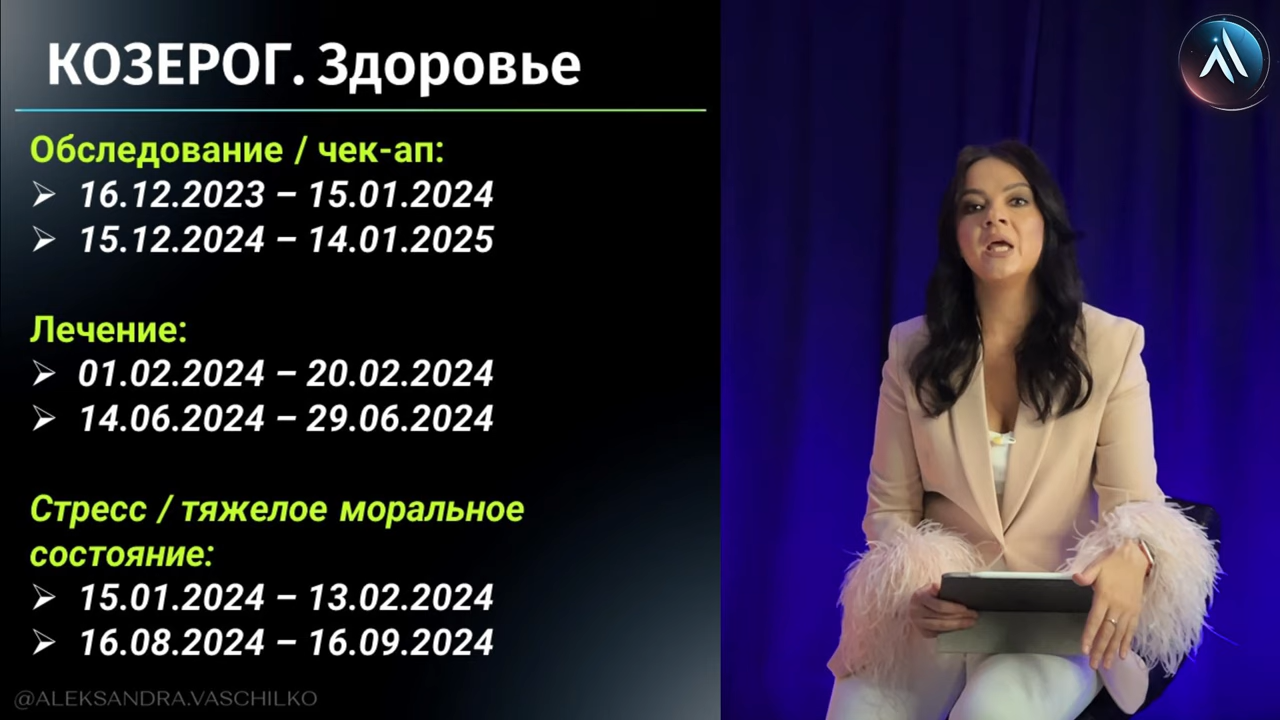 КОЗЕРОГ. Здоровье
Обследование / чек-ап:
➢ 16.12.2023 – 15.01.2024
➢ 15.12.2024 – 14.01.2025
Лечение:
➢ 01.02.2024 – 20.02.2024
➢ 14.06.2024 – 29.06.2024
Стресс / тяжелое моральное
состояние:
➢ 15.01.2024 – 13.02.2024
➢ 16.08.2024 – 16.09.2024
@ALEKSANDRA.VASCHILKO